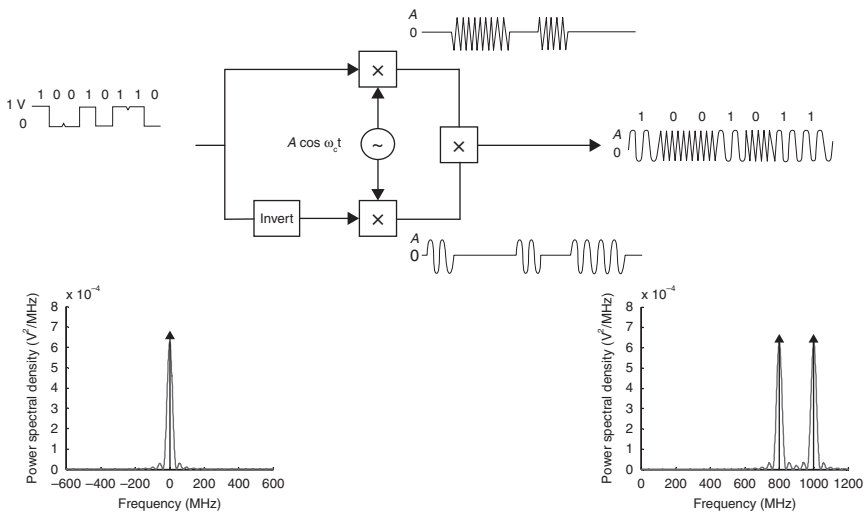 A
0
1 0 0 1 0 1 1 0
1 V
0
×
A cos ω_c t
~
×
1 0 0 1 0 1 1
A
0
Invert
×
A
0
x 10⁻⁴
8
7
6
5
4
3
2
1
0
Power spectral density (V²/MHz)
–600 –400 –200 0 200 400 600
Frequency (MHz)
x 10⁻⁴
8
7
6
5
4
3
2
1
0
Power spectral density (V²/MHz)
0 200 400 600 800 1000 1200
Frequency (MHz)